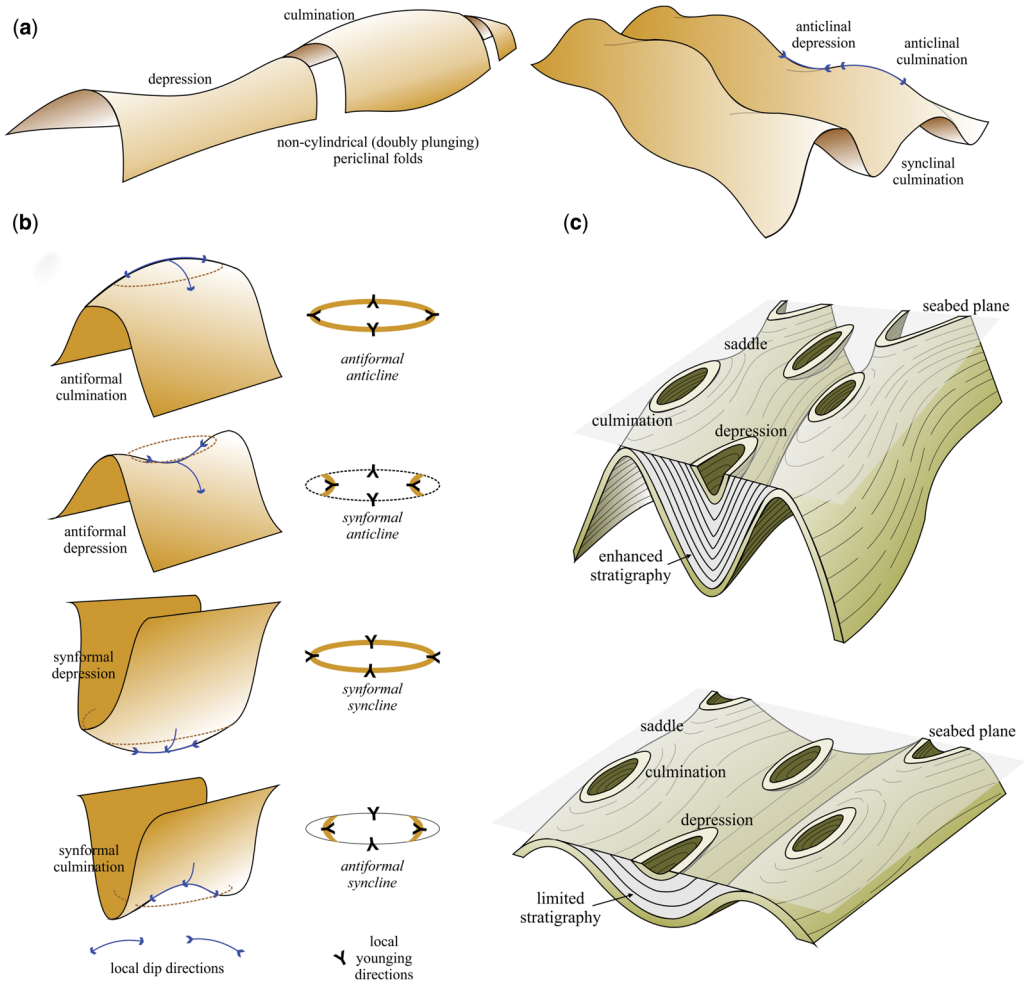 (a)
culmination
depression
non-cylindrical (doubly plunging)
periclinal folds
anticlinal
depression
anticlinal
culmination
synclinal
culmination
(b)
antiformal
culmination
antiformal
anticline
antiformal
depression
synformal
anticline
synformal
depression
synformal
syncline
synformal
culmination
antiformal
syncline
local dip directions
local
younging
directions
(c)
seabed plane
saddle
culmination
depression
enhanced
stratigraphy
saddle
seabed plane
culmination
depression
limited
stratigraphy